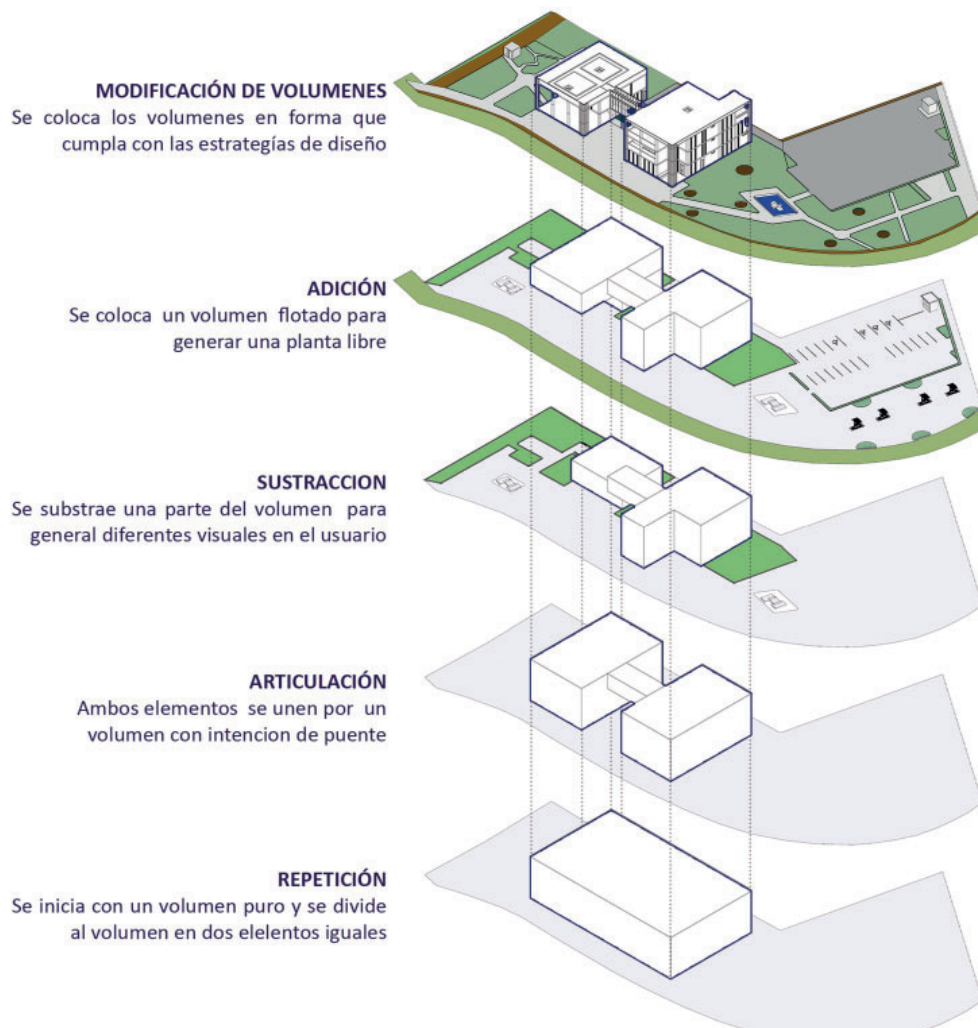 MODIFICACIÓN DE VOLUMENES
Se coloca los volumenes en forma que
cumpla con las estrategías de diseño
ADICIÓN
Se coloca un volumen flotado para
generar una planta libre
SUSTRACCION
Se substrae una parte del volumen para
general diferentes visuales en el usuario
ARTICULACIÓN
Ambos elementos se unen por un
volumen con intencion de puente
REPETICIÓN
Se inicia con un volumen puro y se divide
al volumen en dos elelentos iguales